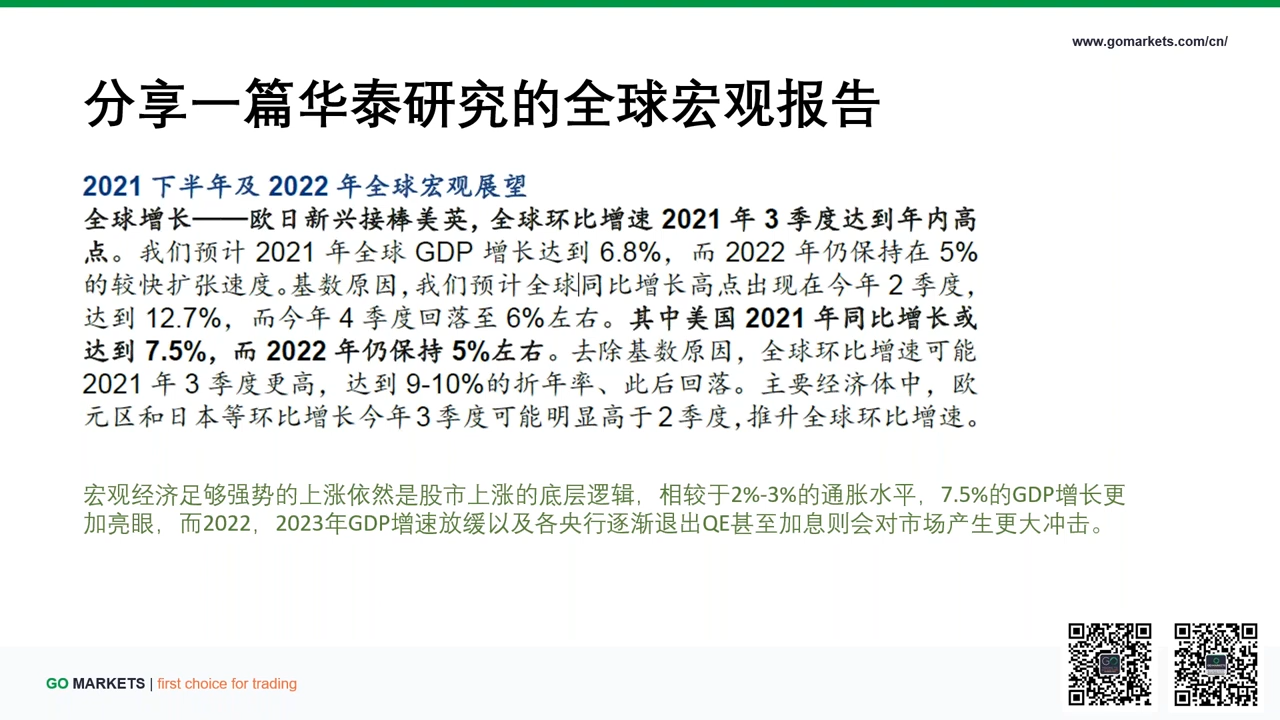 www.gomarkets.com/cn/
分享一篇华泰研究的全球宏观报告
2021 下半年及 2022 年全球宏观展望
全球增长——欧日新兴接棒美英，全球环比增速 2021 年 3 季度达到年内高
点。我们预计 2021 年全球 GDP 增长达到 6.8%，而 2022 年仍保持在 5%
的较快扩张速度。基数原因，我们预计全球同比增长高点出现在今年 2 季度，
达到 12.7%，而今年 4 季度回落至 6%左右。其中美国 2021 年同比增长或
达到 7.5%，而 2022 年仍保持 5%左右。去除基数原因，全球环比增速可能
2021 年 3 季度更高，达到 9-10%的折年率、此后回落。主要经济体中，欧
元区和日本等环比增长今年 3 季度可能明显高于 2 季度，推升全球环比增速。
宏观经济足够强势的上涨依然是股市上涨的底层逻辑，相较于2%-3%的通胀水平，7.5%的GDP增长更
加亮眼，而2022，2023年GDP增速放缓以及各央行逐渐退出QE甚至加息则会对市场产生更大冲击。
GO MARKETS | first choice for trading